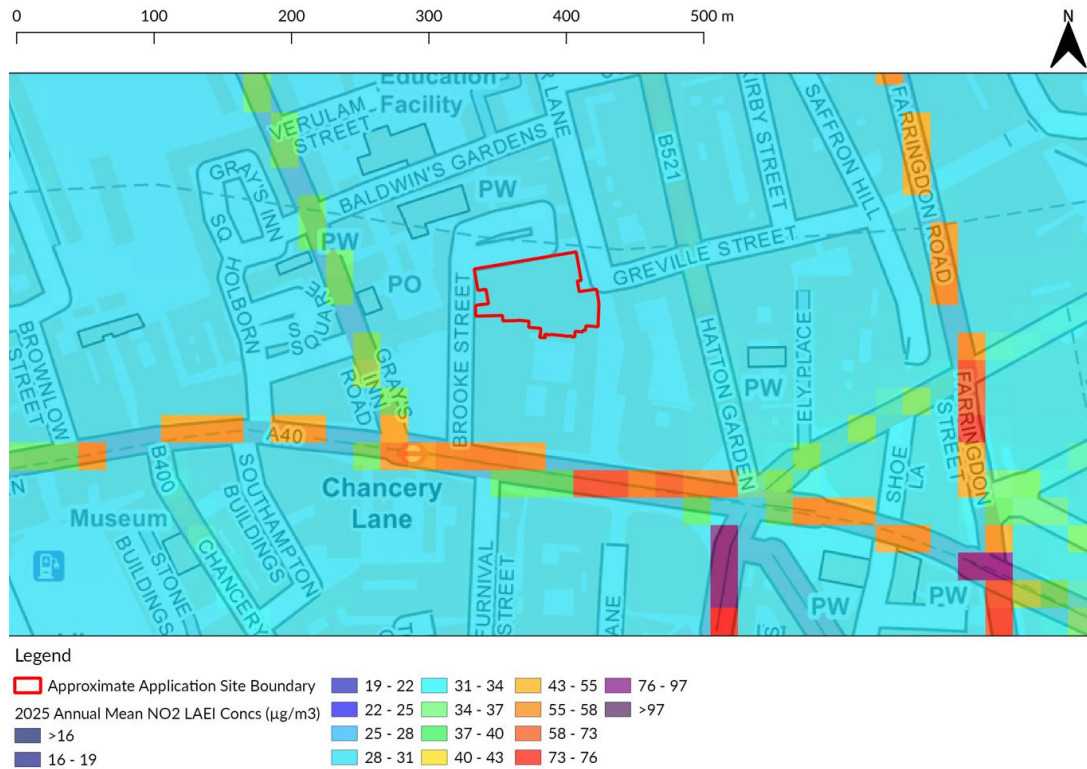 0 100 200 300 400 500 m
N
Education
Facility
VERULAM
STREET
BALDWIN'S GARDENS
R LANE
B521
KIRBY STREET
SAFFRON HILL
FARRINGDON ROAD
GRAY'S INN
SQ
HOLBORN
PW
PW
PO
SQUARE
GREVILLE STREET
BROOKE STREET
HATTON GARDEN
ELY PLACE
PW
GRAY'S
INN
ROAD
BROWNLOW
STREET
A40
B400
Chancery
Lane
Museum
SOUTHAMPTON
BUILDINGS
STONE
BUILDINGS
CHANCERY
FURNIVAL
STREET
ANE
SHOE
LA
FARRINGDON
STREET
PW
PW
Legend
Approximate Application Site Boundary
2025 Annual Mean NO2 LAEI Concs (µg/m3)
>16
16 - 19
19 - 22
22 - 25
25 - 28
28 - 31
31 - 34
34 - 37
37 - 40
40 - 43
43 - 55
55 - 58
58 - 73
73 - 76
76 - 97
>97